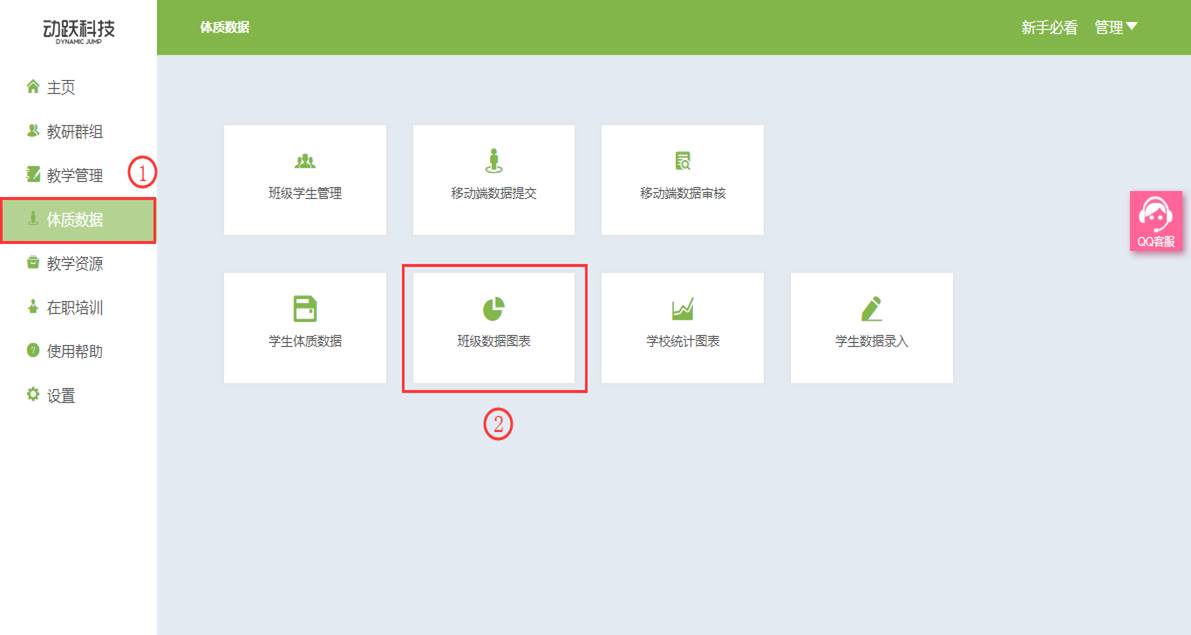 动跃科技
DYNAMIC JUMP
体质数据
新手必看 管理
主页
教研群组
教学管理
①
体质数据
教学资源
在职培训
使用帮助
设置
班级学生管理 移动端数据提交 移动端数据审核
学生体质数据 班级数据图表 学校统计图表 学生数据录入
②
QQ客服